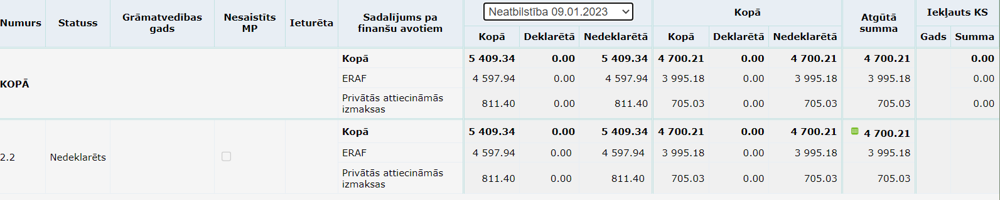 Numurs Statuss Grāmatvedības gads Nesaistīts MP Ieturēta Sadalījums pa finanšu avotiem Neatbilstība 09.01.2023 Kopā Atgūtā summa Iekļauts KS
Kopā Deklarētā Nedeklarētā Kopā Deklarētā Nedeklarētā Gads Summa
KOPĀ
Kopā 5 409.34 0.00 5 409.34 4 700.21 0.00 4 700.21 4 700.21 0.00
ERAF 4 597.94 0.00 4 597.94 3 995.18 0.00 3 995.18 3 995.18 0.00
Privātās attiecināmās izmaksas 811.40 0.00 811.40 705.03 0.00 705.03 705.03 0.00
2.2 Nedeklarēts
Kopā 5 409.34 0.00 5 409.34 4 700.21 0.00 4 700.21 4 700.21
ERAF 4 597.94 0.00 4 597.94 3 995.18 0.00 3 995.18 3 995.18
Privātās attiecināmās izmaksas 811.40 0.00 811.40 705.03 0.00 705.03 705.03